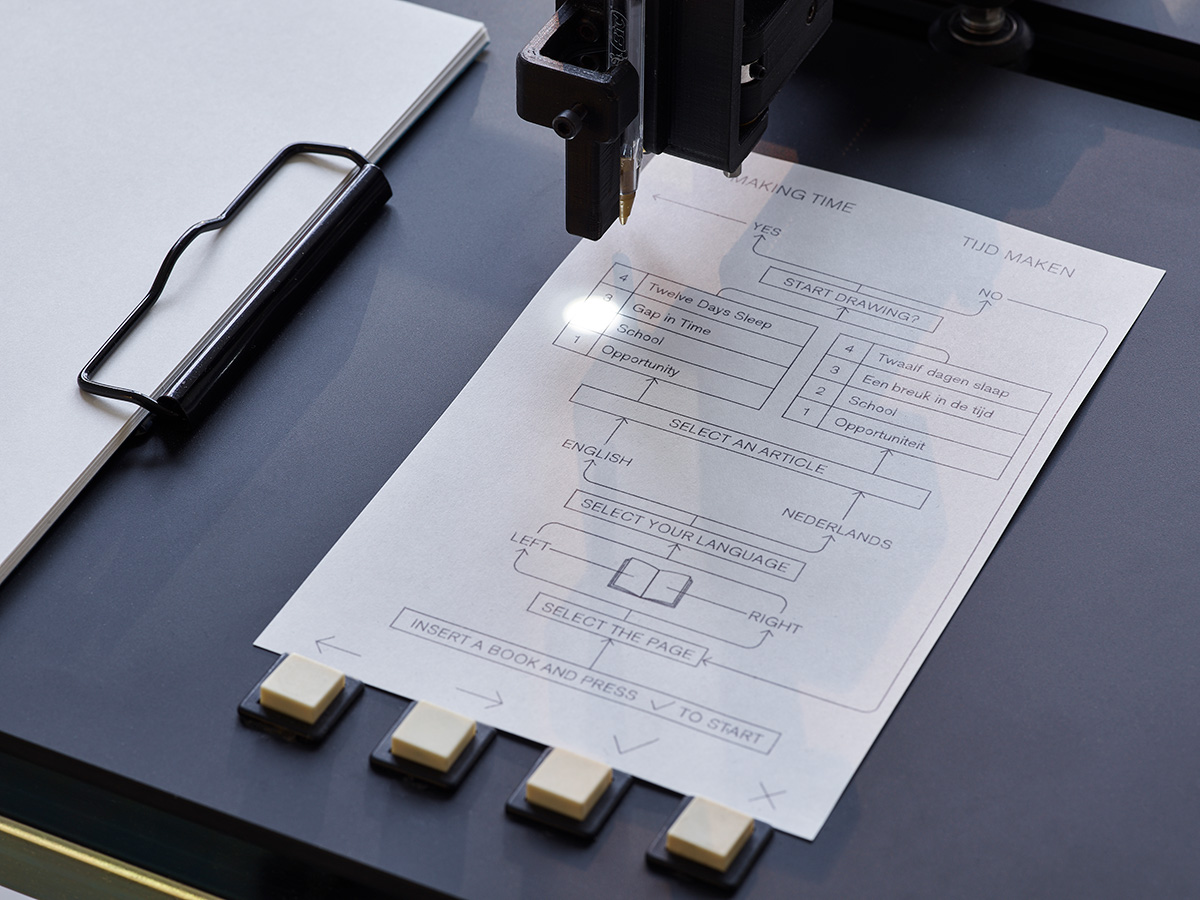 MAKING TIME
TIJD MAKEN
YES
NO
START DRAWING?
4 Twelve Days Sleep
3 Gap in Time
School
1 Opportunity
4 Twaalf dagen slaap
3 Een breuk in de tijd
2 School
1 Opportuniteit
SELECT AN ARTICLE
ENGLISH
NEDERLANDS
SELECT YOUR LANGUAGE
LEFT
RIGHT
SELECT THE PAGE
INSERT A BOOK AND PRESS ✓ TO START